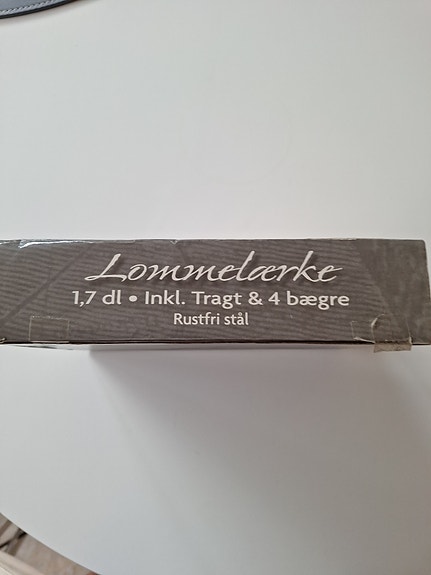 Lommelærke
1,7 dl • Inkl. Tragt & 4 bægre
Rustfri stål